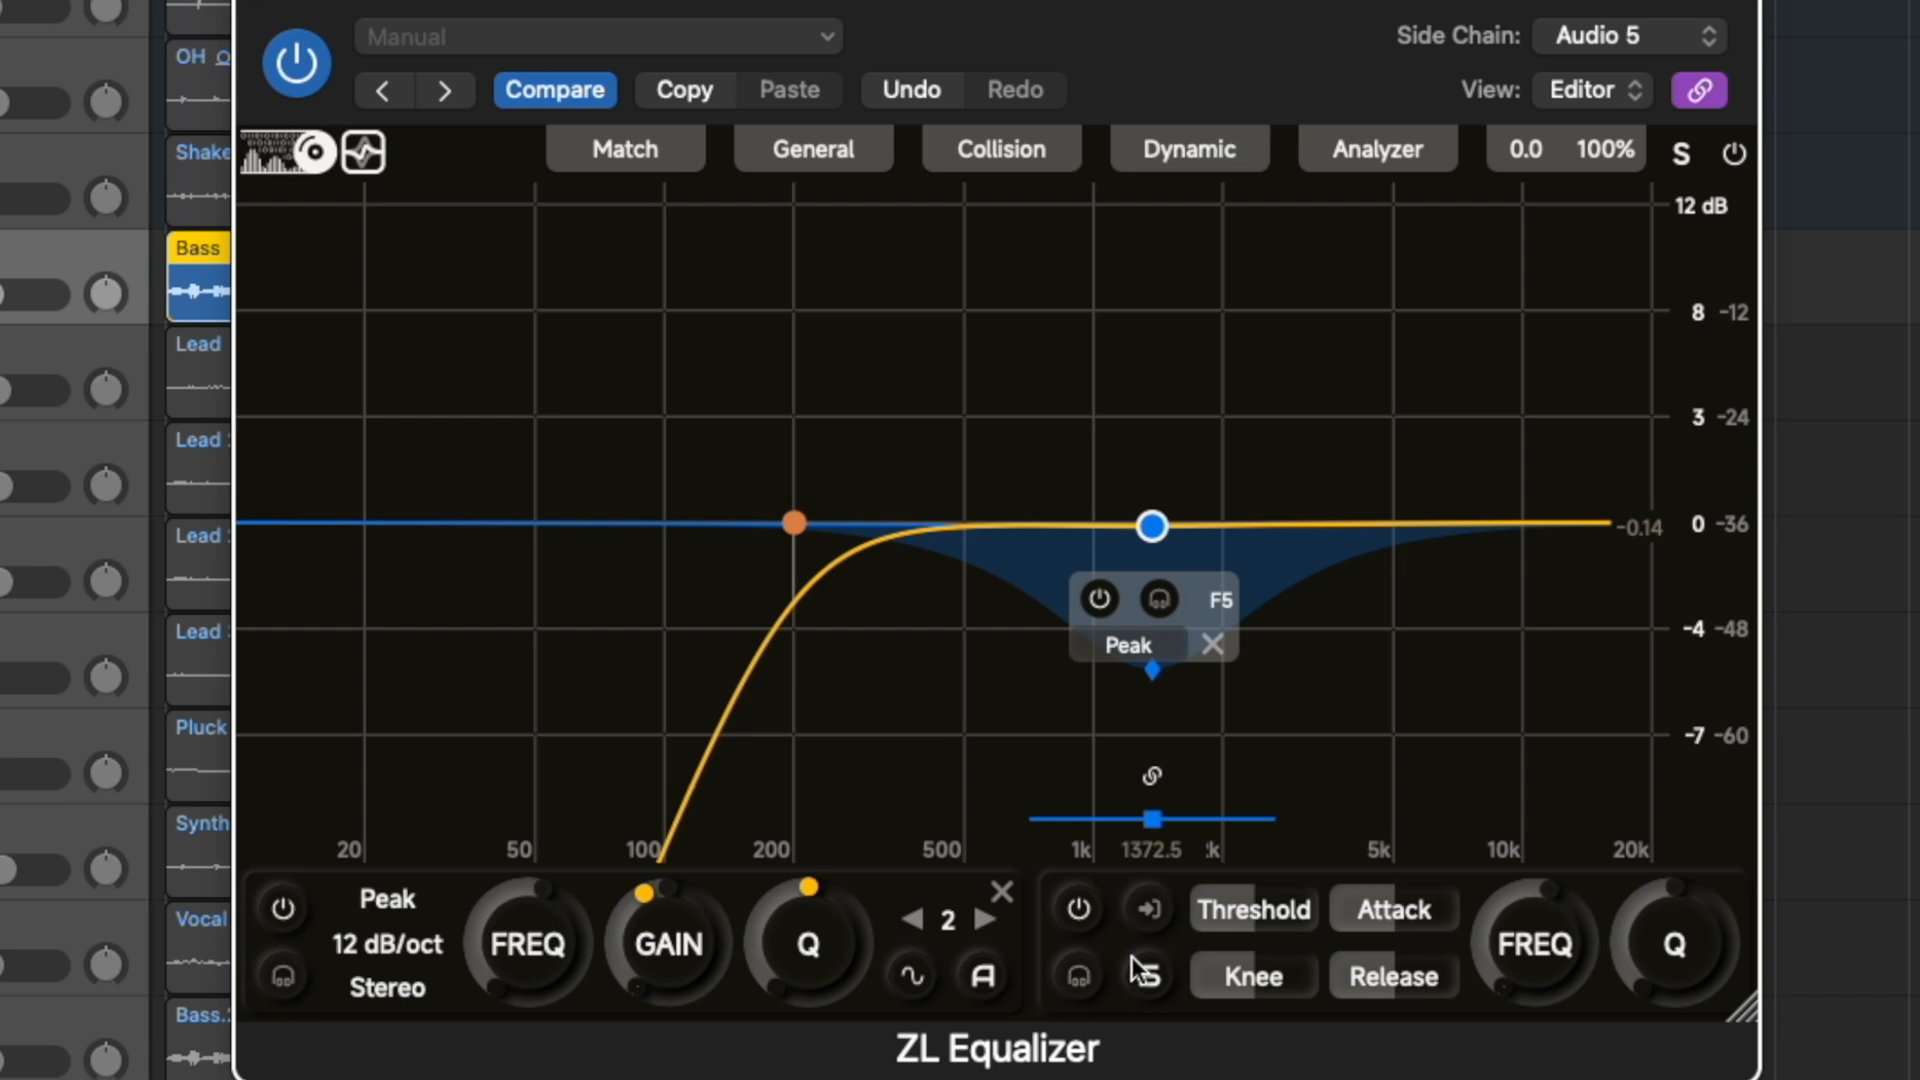 Manual
Side Chain: Audio 5
Compare Copy Paste Undo Redo
View: Editor
Match General Collision Dynamic Analyzer 0.0 100% S
12 dB
8 -12
3 -24
-0.14 0 -36
-4 -48
-7 -60
F5
Peak
20 50 100 200 500 1k 1372.5 5k 10k 20k
Peak
12 dB/oct
Stereo
FREQ GAIN Q
2
A
S
Threshold Attack
Knee Release
FREQ Q
ZL Equalizer
OH
Shake
Bass
Lead
Lead
Lead
Lead
Pluck
Synth
Vocal
Bass.